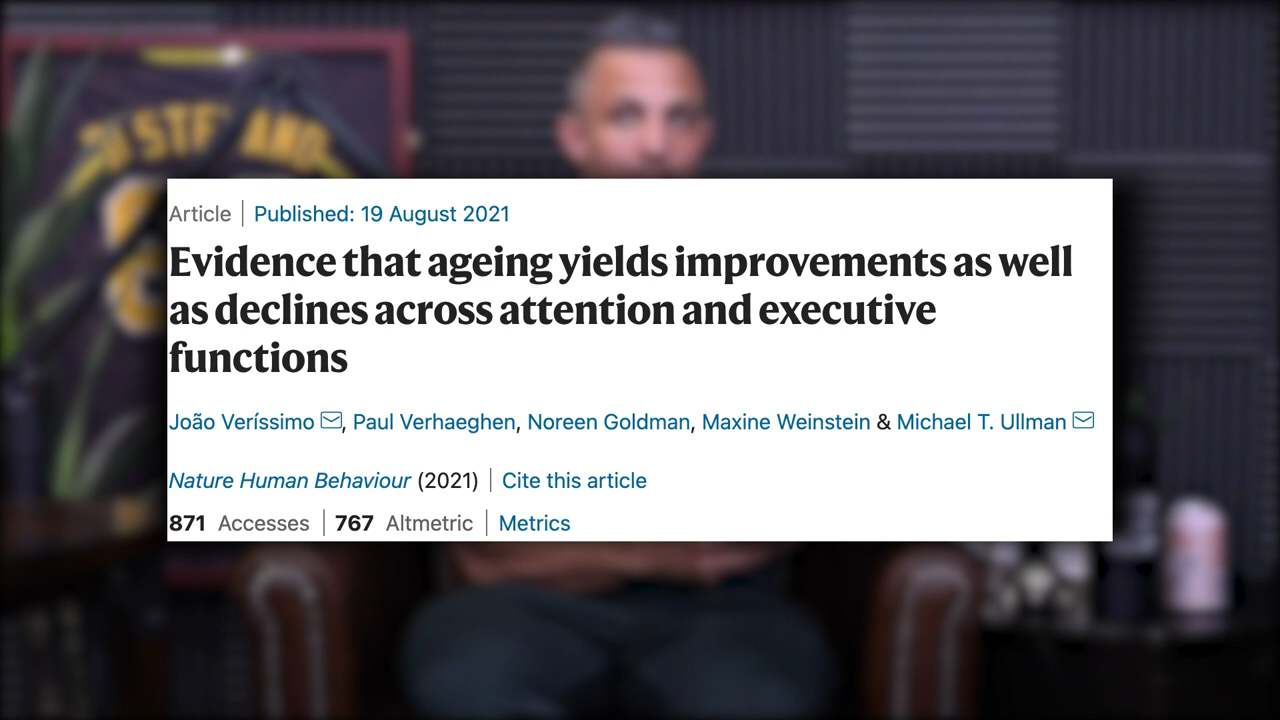 Article | Published: 19 August 2021
Evidence that ageing yields improvements as well
as declines across attention and executive
functions
João Veríssimo, Paul Verhaeghen, Noreen Goldman, Maxine Weinstein & Michael T. Ullman
Nature Human Behaviour (2021) | Cite this article
871 Accesses | 767 Altmetric | Metrics